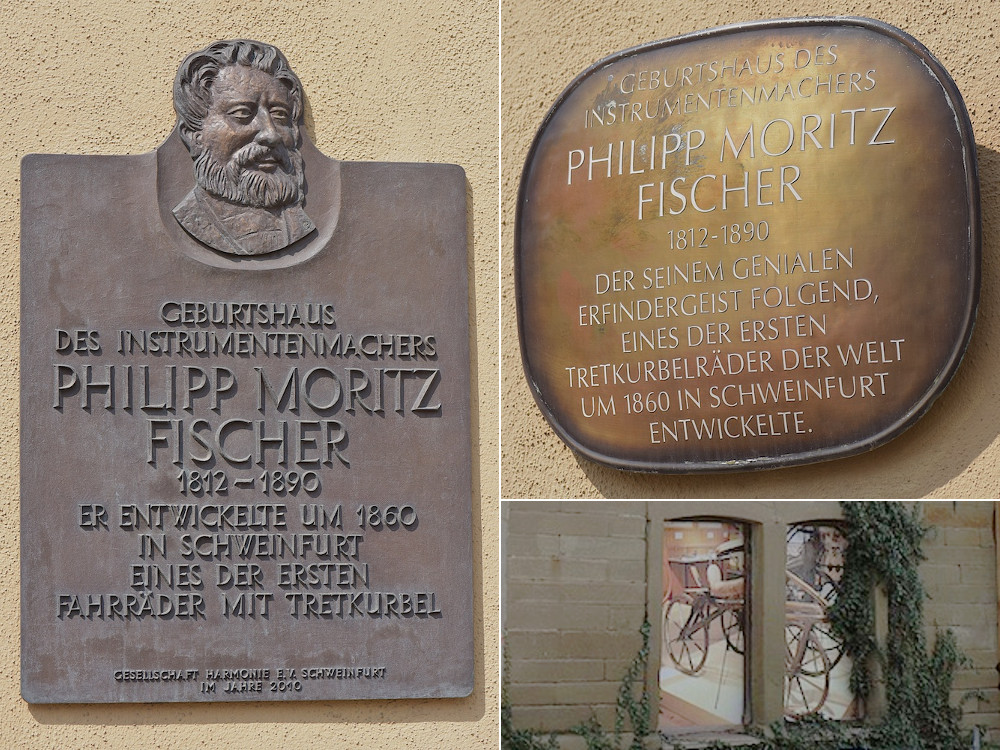 GEBURTSHAUS
DES INSTRUMENTENMACHERS
PHILIPP MORITZ
FISCHER
1812 – 1890
ER ENTWICKELTE UM 1860
IN SCHWEINFURT
EINES DER ERSTEN
FAHRRÄDER MIT TRETKURBEL
GESELLSCHAFT HARMONIE E.V. SCHWEINFURT
IM JAHRE 2010
GEBURTSHAUS DES
INSTRUMENTENMACHERS
PHILIPP MORITZ
FISCHER
1812-1890
DER SEINEM GENIALEN
ERFINDERGEIST FOLGEND,
EINES DER ERSTEN
TRETKURBELRÄDER DER WELT
UM 1860 IN SCHWEINFURT
ENTWICKELTE.